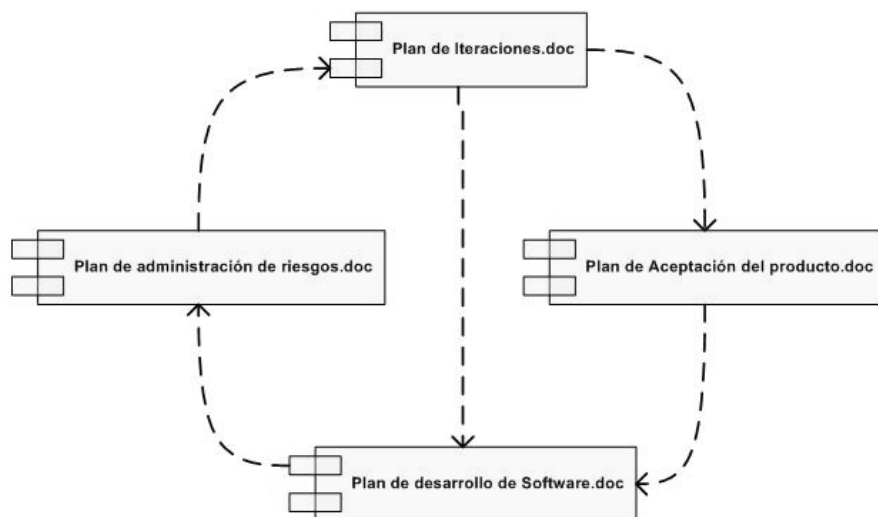 Plan de Iteraciones.doc
Plan de administración de riesgos.doc
Plan de Aceptación del producto.doc
Plan de desarrollo de Software.doc